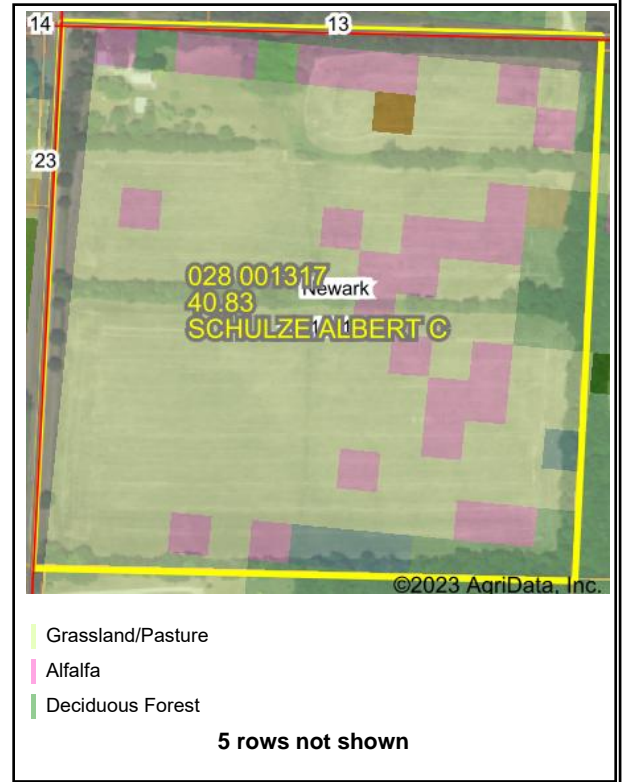 14
13
23
028 001317
40.83
Newark
SCHULZE ALBERT C
©2023 AgriData, Inc.
Grassland/Pasture
Alfalfa
Deciduous Forest
5 rows not shown